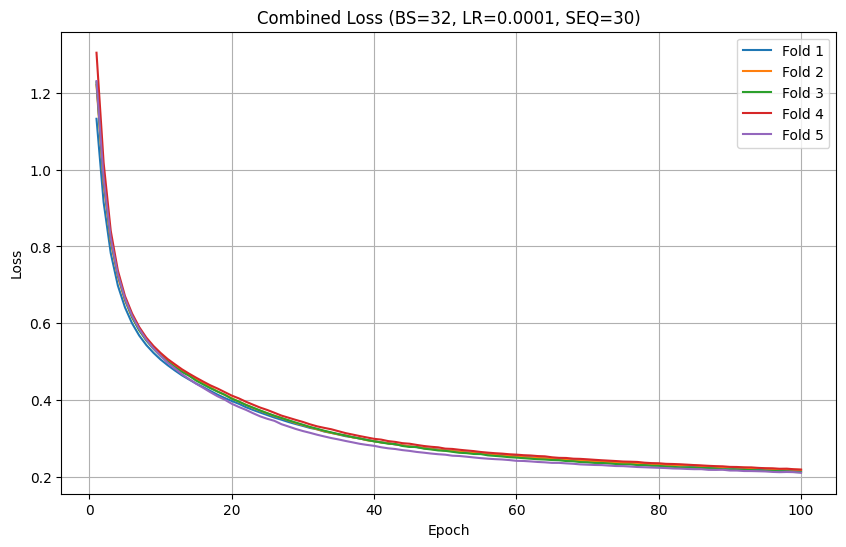 Combined Loss (BS=32, LR=0.0001, SEQ=30)
Fold 1
Fold 2
Fold 3
Fold 4
Fold 5
Loss
1.2
1.0
0.8
0.6
0.4
0.2
0 20 40 60 80 100
Epoch